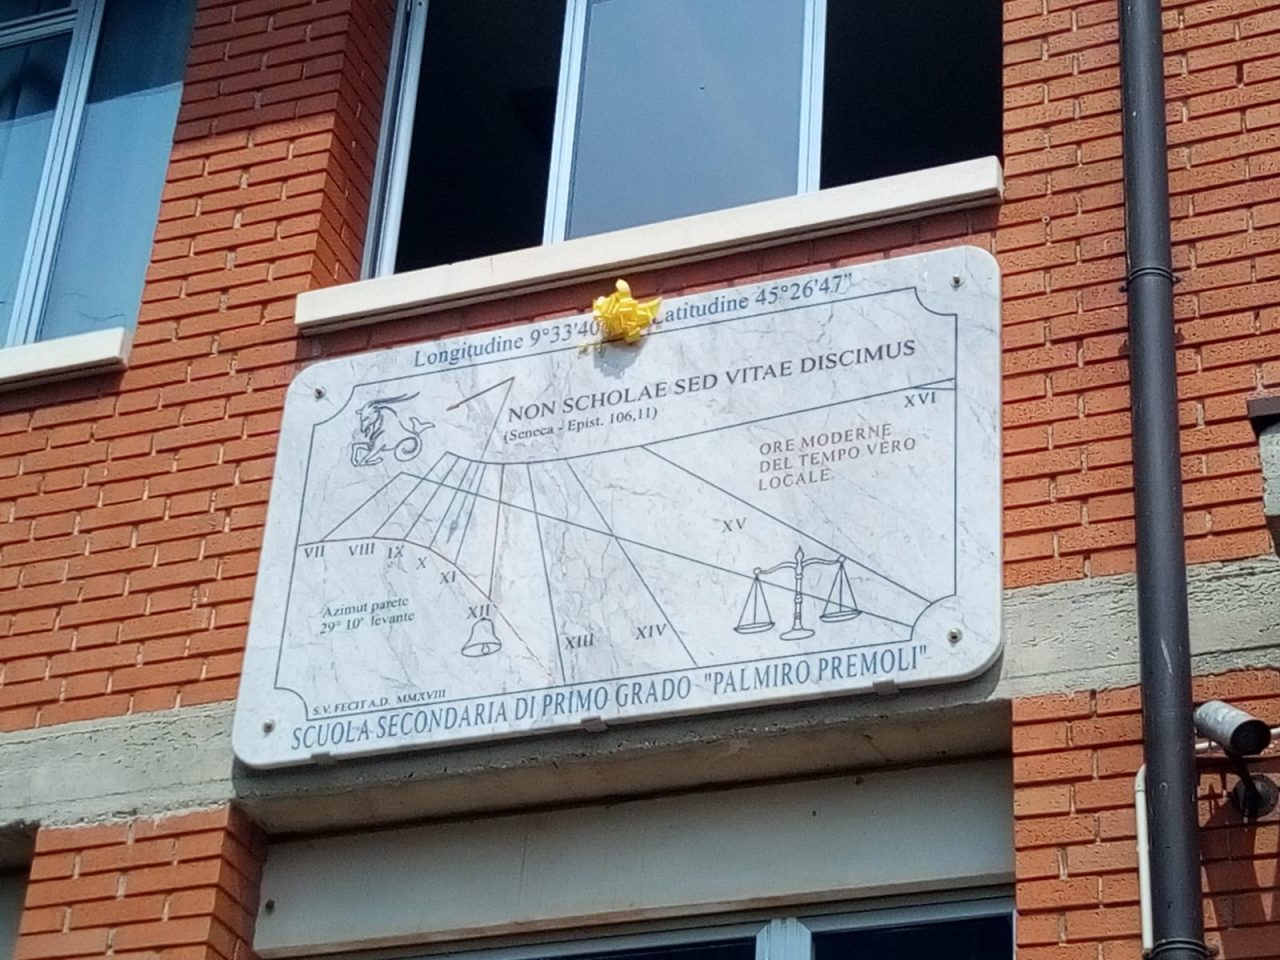 Longitudine 9°33'40 Latitudine 45°26'47"
NON SCHOLAE SED VITAE DISCIMUS
(Seneca - Epist. 106,11)
XVI
ORE MODERNE
DEL TEMPO VERO
LOCALE
XV
VII VIII IX X XI XII XIII XIV
Azimut parete
29° 10' levante
S.V. FECIT A.D. MMXVIII
SCUOLA SECONDARIA DI PRIMO GRADO "PALMIRO PREMOLI"